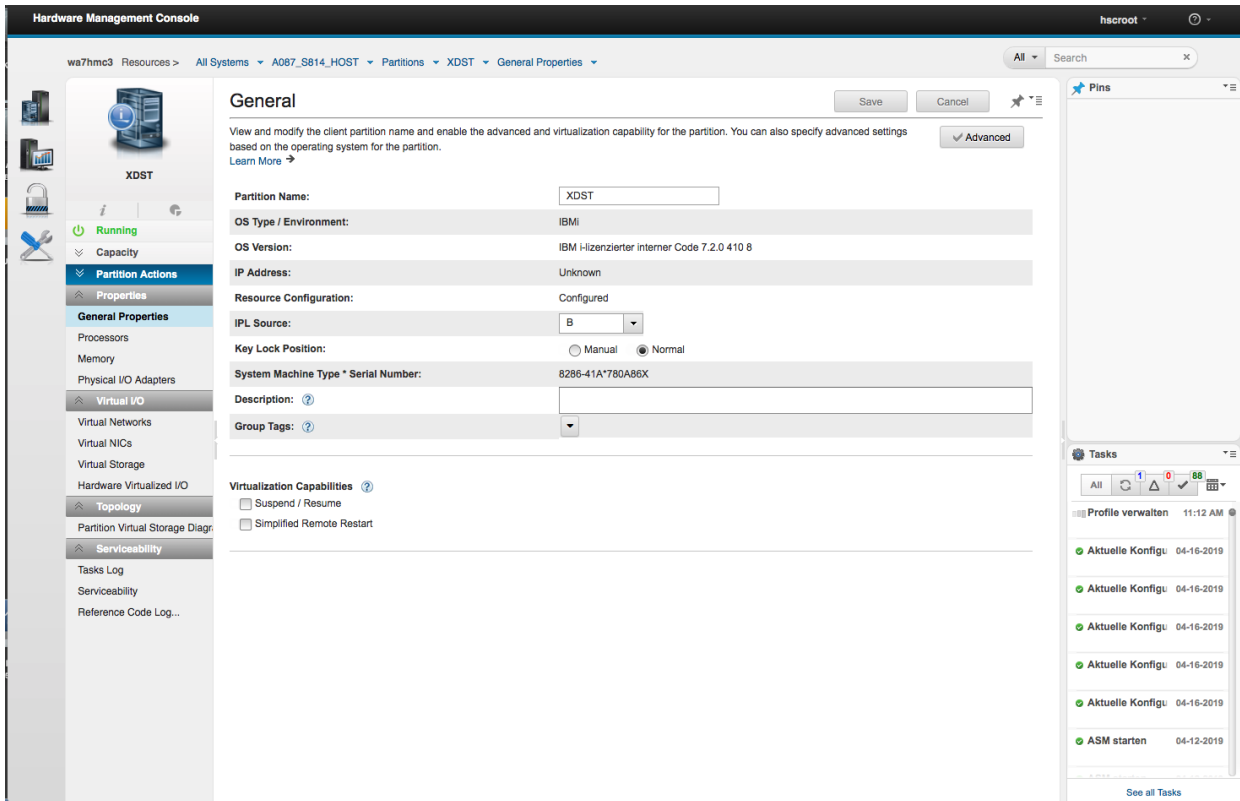 Hardware Management Console
hscroot
wa7hmc3 Resources > All Systems A087_S814_HOST Partitions XDST General Properties
All Search
XDST
Running
Capacity
Partition Actions
Properties
General Properties
Processors
Memory
Physical I/O Adapters
Virtual I/O
Virtual Networks
Virtual NICs
Virtual Storage
Hardware Virtualized I/O
Topology
Partition Virtual Storage Diagr
Serviceability
Tasks Log
Serviceability
Reference Code Log...
General
Save Cancel
View and modify the client partition name and enable the advanced and virtualization capability for the partition. You can also specify advanced settings
based on the operating system for the partition.
Learn More
Advanced
Partition Name: XDST
OS Type / Environment: IBMi
OS Version: IBM i-lizenzierter interner Code 7.2.0 410 8
IP Address: Unknown
Resource Configuration: Configured
IPL Source: B
Key Lock Position: Manual Normal
System Machine Type * Serial Number: 8286-41A*780A86X
Description:
Group Tags:
Virtualization Capabilities
Suspend / Resume
Simplified Remote Restart
Pins
Tasks
All 1 0 88
Profile verwalten 11:12 AM
Aktuelle Konfigu 04-16-2019
Aktuelle Konfigu 04-16-2019
Aktuelle Konfigu 04-16-2019
Aktuelle Konfigu 04-16-2019
Aktuelle Konfigu 04-16-2019
ASM starten 04-12-2019
See all Tasks